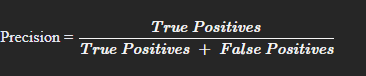 True Positives
Precision =
True Positives + False Positives